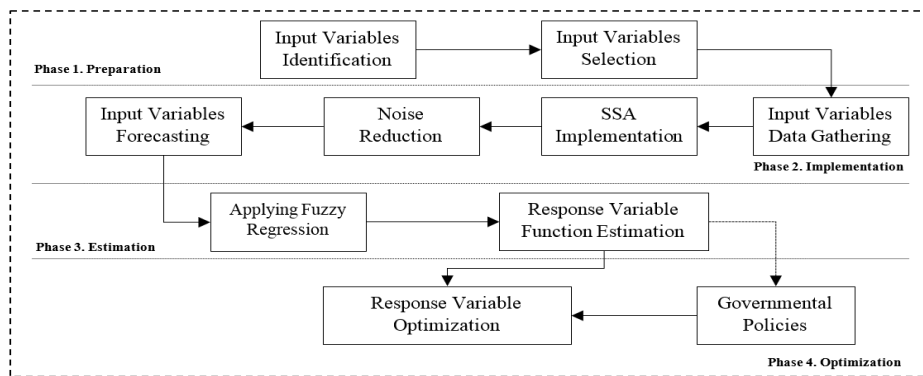 Input Variables
Identification
Input Variables
Selection
Phase 1. Preparation
Input Variables
Forecasting
Noise
Reduction
SSA
Implementation
Input Variables
Data Gathering
Phase 2. Implementation
Applying Fuzzy
Regression
Response Variable
Function Estimation
Phase 3. Estimation
Response Variable
Optimization
Governmental
Policies
Phase 4. Optimization